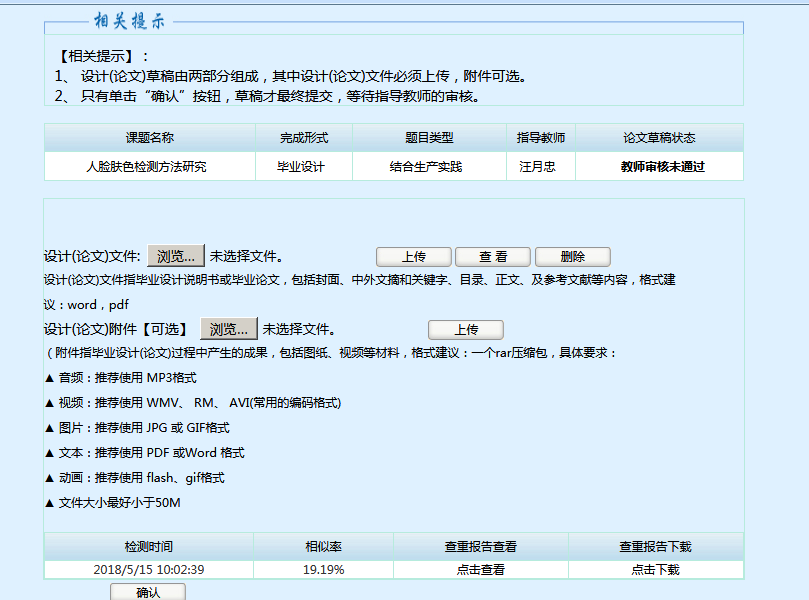 相关提示
【相关提示】：
1、 设计(论文)草稿由两部分组成，其中设计(论文)文件必须上传，附件可选。
2、 只有单击“确认”按钮，草稿才最终提交，等待指导教师的审核。
课题名称 完成形式 题目类型 指导教师 论文草稿状态
人脸肤色检测方法研究 毕业设计 结合生产实践 汪月忠 教师审核未通过
设计(论文)文件: 浏览... 未选择文件。 上传 查 看 删除
设计(论文)文件指毕业设计说明书或毕业论文，包括封面、中外文摘和关键字、目录、正文、及参考文献等内容，格式建
议：word，pdf
设计(论文)附件【可选】 浏览... 未选择文件。 上传
（附件指毕业设计(论文)过程中产生的成果，包括图纸、视频等材料，格式建议：一个rar压缩包，具体要求：
▲ 音频：推荐使用 MP3格式
▲ 视频：推荐使用 WMV、 RM、 AVI(常用的编码格式)
▲ 图片：推荐使用 JPG 或 GIF格式
▲ 文本：推荐使用 PDF 或Word 格式
▲ 动画：推荐使用 flash、gif格式
▲ 文件大小最好小于50M
检测时间 相似率 查重报告查看 查重报告下载
2018/5/15 10:02:39 19.19% 点击查看 点击下载
确认